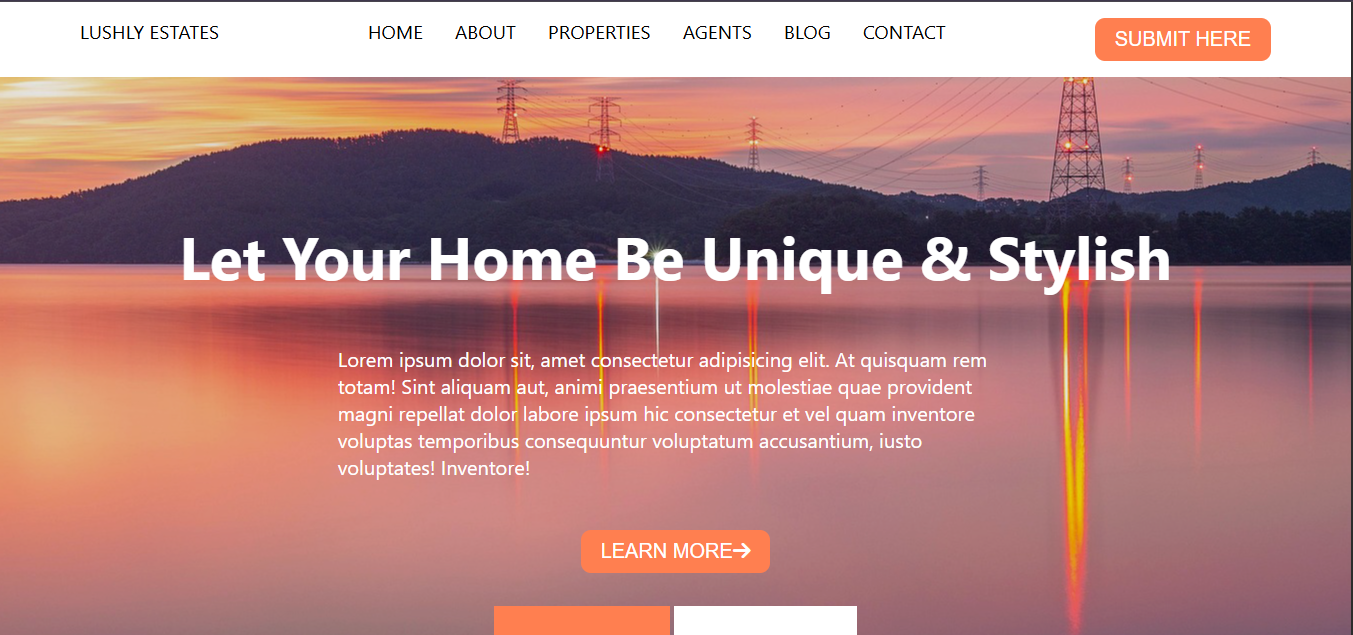 LUSHLY ESTATES
HOME ABOUT PROPERTIES AGENTS BLOG CONTACT
SUBMIT HERE
Let Your Home Be Unique & Stylish
Lorem ipsum dolor sit, amet consectetur adipisicing elit. At quisquam rem
totam! Sint aliquam aut, animi praesentium ut molestiae quae provident
magni repellat dolor labore ipsum hic consectetur et vel quam inventore
voluptas temporibus consequuntur voluptatum accusantium, iusto
voluptates! Inventore!
LEARN MORE